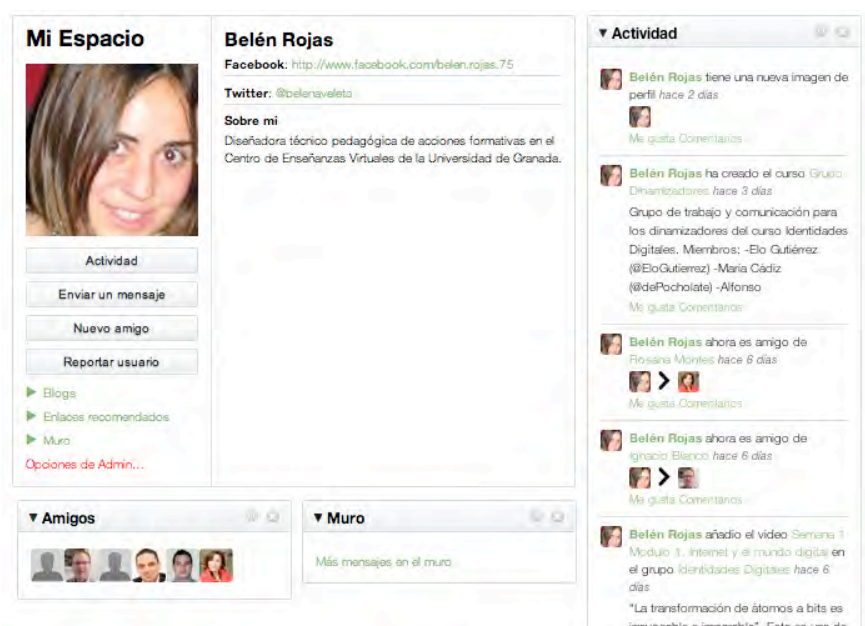 Mi Espacio
Actividad
Enviar un mensaje
Nuevo amigo
Reportar usuario
Blogs
Enlaces recomendados
Muro
Opciones de Admin...
Belén Rojas
Facebook: http://www.facebook.com/belen.rojas.75
Twitter: @belenaveleta
Sobre mi
Diseñadora técnico pedagógica de acciones formativas en el
Centro de Enseñanzas Virtuales de la Universidad de Granada.
Amigos
Muro
Más mensajes en el muro
Actividad
Belén Rojas tiene una nueva imagen de
perfil hace 2 días
Me gusta Comentarios
Belén Rojas ha creado el curso Grupo
Dinamizadores hace 3 días
Grupo de trabajo y comunicación para
los dinamizadores del curso Identidades
Digitales. Miembros: -Elo Gutiérrez
(@EloGutierrez) -María Cádiz
(@dePocholate) -Alfonso
Me gusta Comentarios
Belén Rojas ahora es amigo de
Rosana Montes hace 6 días
Me gusta Comentarios
Belén Rojas ahora es amigo de
Ignacio Blanco hace 6 días
Me gusta Comentarios
Belén Rojas añadio el video Semana 1
Modulo 1. Internet y el mundo digital en
el grupo Identidades Digitales hace 6
días
"La transformación de átomos a bits es